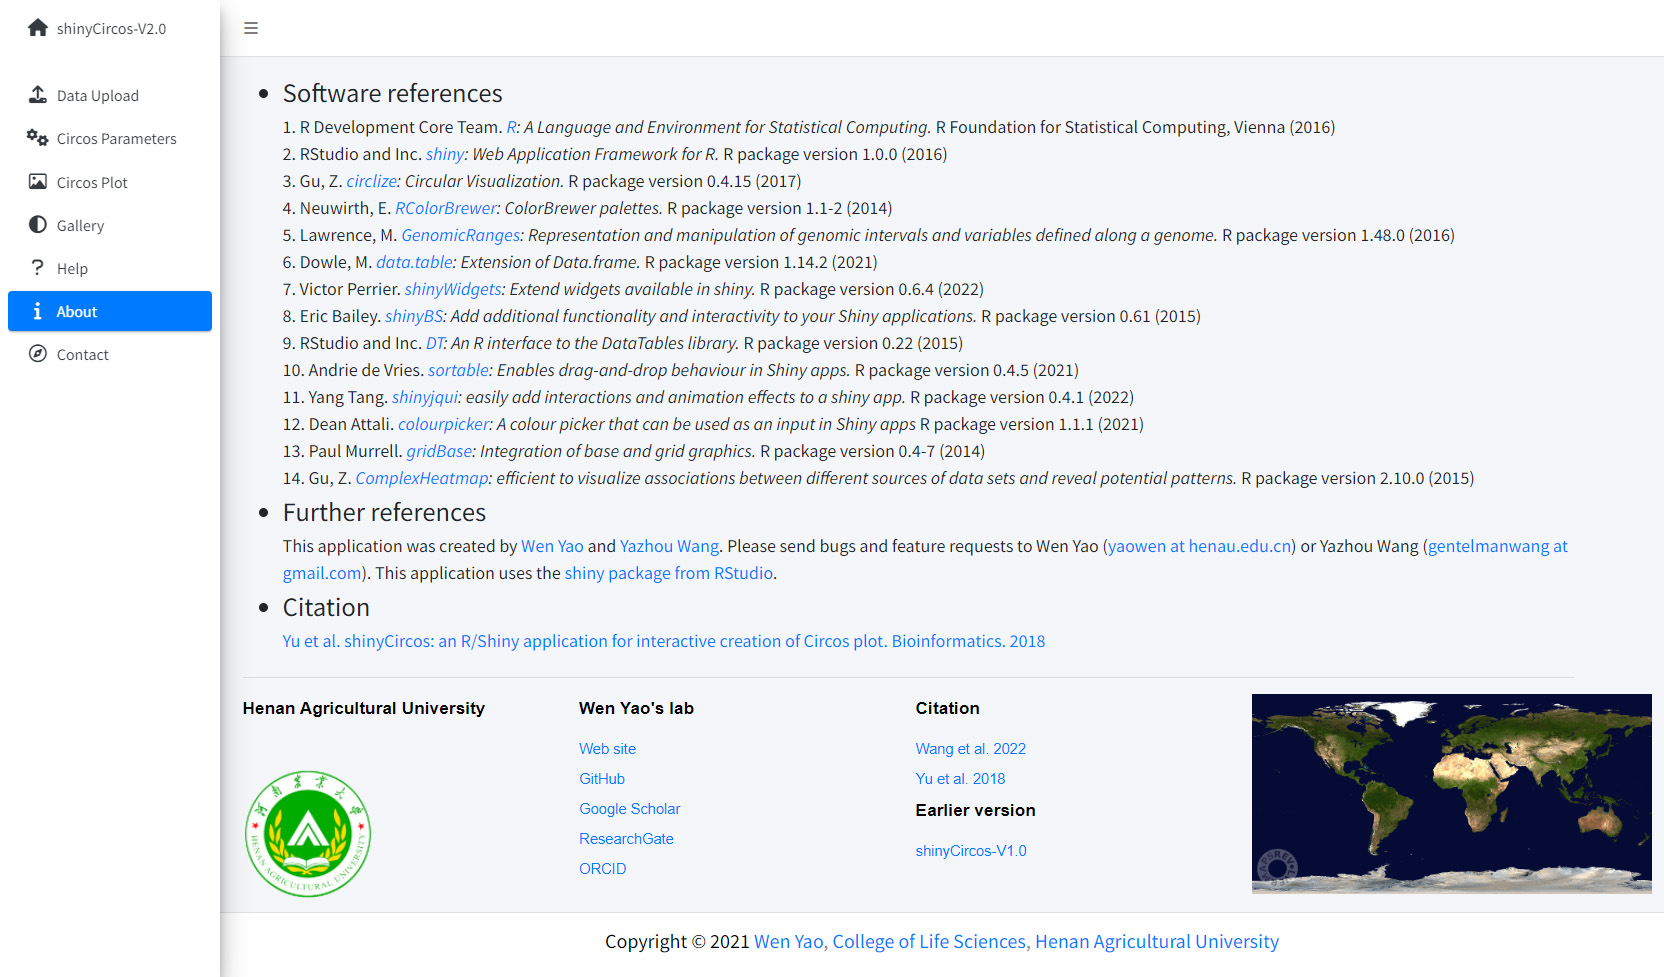 shinyCircos-V2.0
Data Upload
Circos Parameters
Circos Plot
Gallery
Help
About
Contact
Software references
1. R Development Core Team. R: A Language and Environment for Statistical Computing. R Foundation for Statistical Computing, Vienna (2016)
2. RStudio and Inc. shiny: Web Application Framework for R. R package version 1.0.0 (2016)
3. Gu, Z. circlize: Circular Visualization. R package version 0.4.15 (2017)
4. Neuwirth, E. RColorBrewer: ColorBrewer palettes. R package version 1.1-2 (2014)
5. Lawrence, M. GenomicRanges: Representation and manipulation of genomic intervals and variables defined along a genome. R package version 1.48.0 (2016)
6. Dowle, M. data.table: Extension of Data.frame. R package version 1.14.2 (2021)
7. Victor Perrier. shinyWidgets: Extend widgets available in shiny. R package version 0.6.4 (2022)
8. Eric Bailey. shinyBS: Add additional functionality and interactivity to your Shiny applications. R package version 0.61 (2015)
9. RStudio and Inc. DT: An R interface to the DataTables library. R package version 0.22 (2015)
10. Andrie de Vries. sortable: Enables drag-and-drop behaviour in Shiny apps. R package version 0.4.5 (2021)
11. Yang Tang. shinyjqui: easily add interactions and animation effects to a shiny app. R package version 0.4.1 (2022)
12. Dean Attali. colourpicker: A colour picker that can be used as an input in Shiny apps R package version 1.1.1 (2021)
13. Paul Murrell. gridBase: Integration of base and grid graphics. R package version 0.4-7 (2014)
14. Gu, Z. ComplexHeatmap: efficient to visualize associations between different sources of data sets and reveal potential patterns. R package version 2.10.0 (2015)
Further references
This application was created by Wen Yao and Yazhou Wang. Please send bugs and feature requests to Wen Yao (yaowen at henau.edu.cn) or Yazhou Wang (gentelmanwang at
gmail.com). This application uses the shiny package from RStudio.
Citation
Yu et al. shinyCircos: an R/Shiny application for interactive creation of Circos plot. Bioinformatics. 2018
Henan Agricultural University
河南農業大學
HENAN AGRICULTURAL UNIVERSITY
Wen Yao's lab
Web site
GitHub
Google Scholar
ResearchGate
ORCID
Citation
Wang et al. 2022
Yu et al. 2018
Earlier version
shinyCircos-V1.0
Copyright © 2021 Wen Yao, College of Life Sciences, Henan Agricultural University